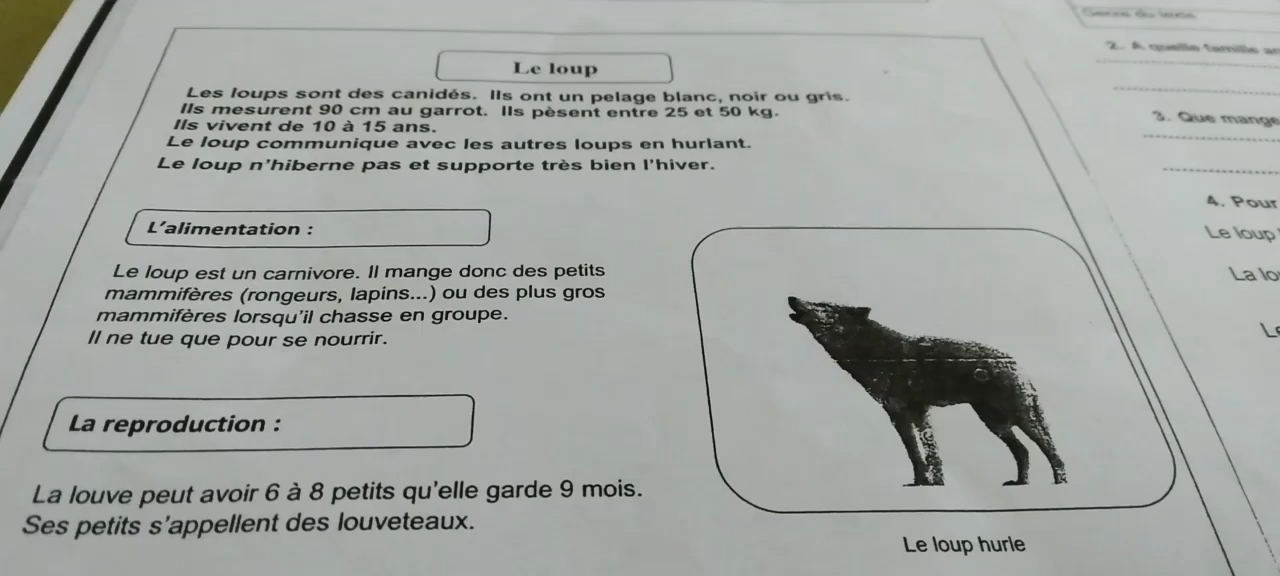 Le loup
Les loups sont des canidés. Ils ont un pelage blanc, noir ou gris.
Ils mesurent 90 cm au garrot. Ils pèsent entre 25 et 50 kg.
Ils vivent de 10 à 15 ans.
Le loup communique avec les autres loups en hurlant.
Le loup n'hiberne pas et supporte très bien l'hiver.
L'alimentation :
Le loup est un carnivore. Il mange donc des petits
mammifères (rongeurs, lapins...) ou des plus gros
mammifères lorsqu'il chasse en groupe.
Il ne tue que pour se nourrir.
La reproduction :
La louve peut avoir 6 à 8 petits qu'elle garde 9 mois.
Ses petits s'appellent des louveteaux.
Le loup hurle
2. A quelle famille
3. Que mange
4. Pour
Le loup
La lo